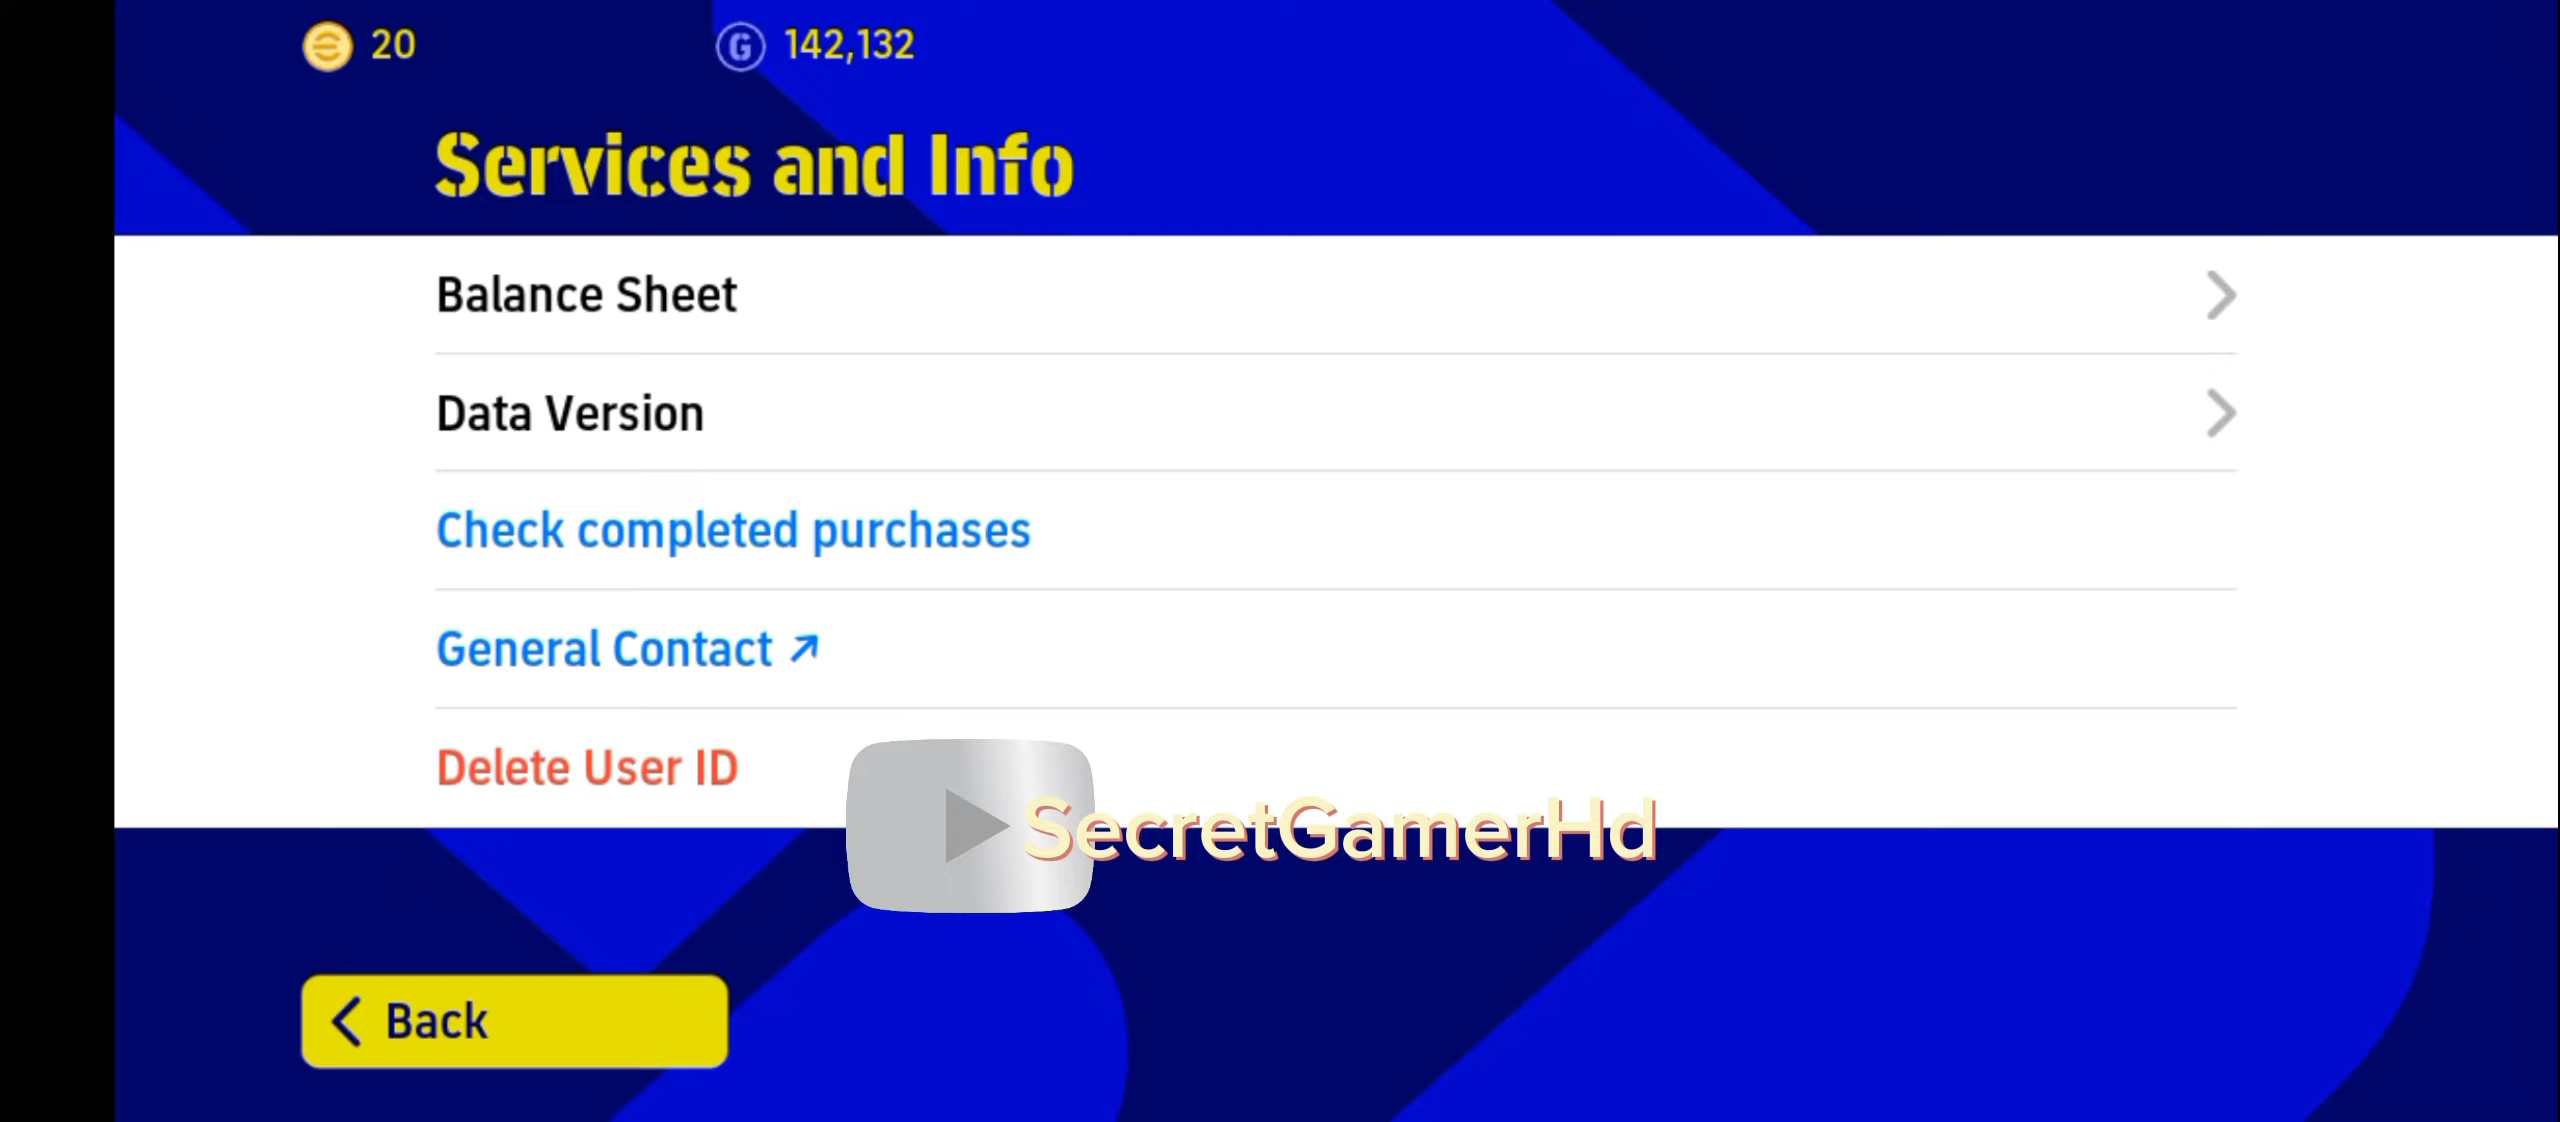 20
142,132
Services and Info
Balance Sheet
Data Version
Check completed purchases
General Contact ↗
Delete User ID
SecretGamerHd
Back